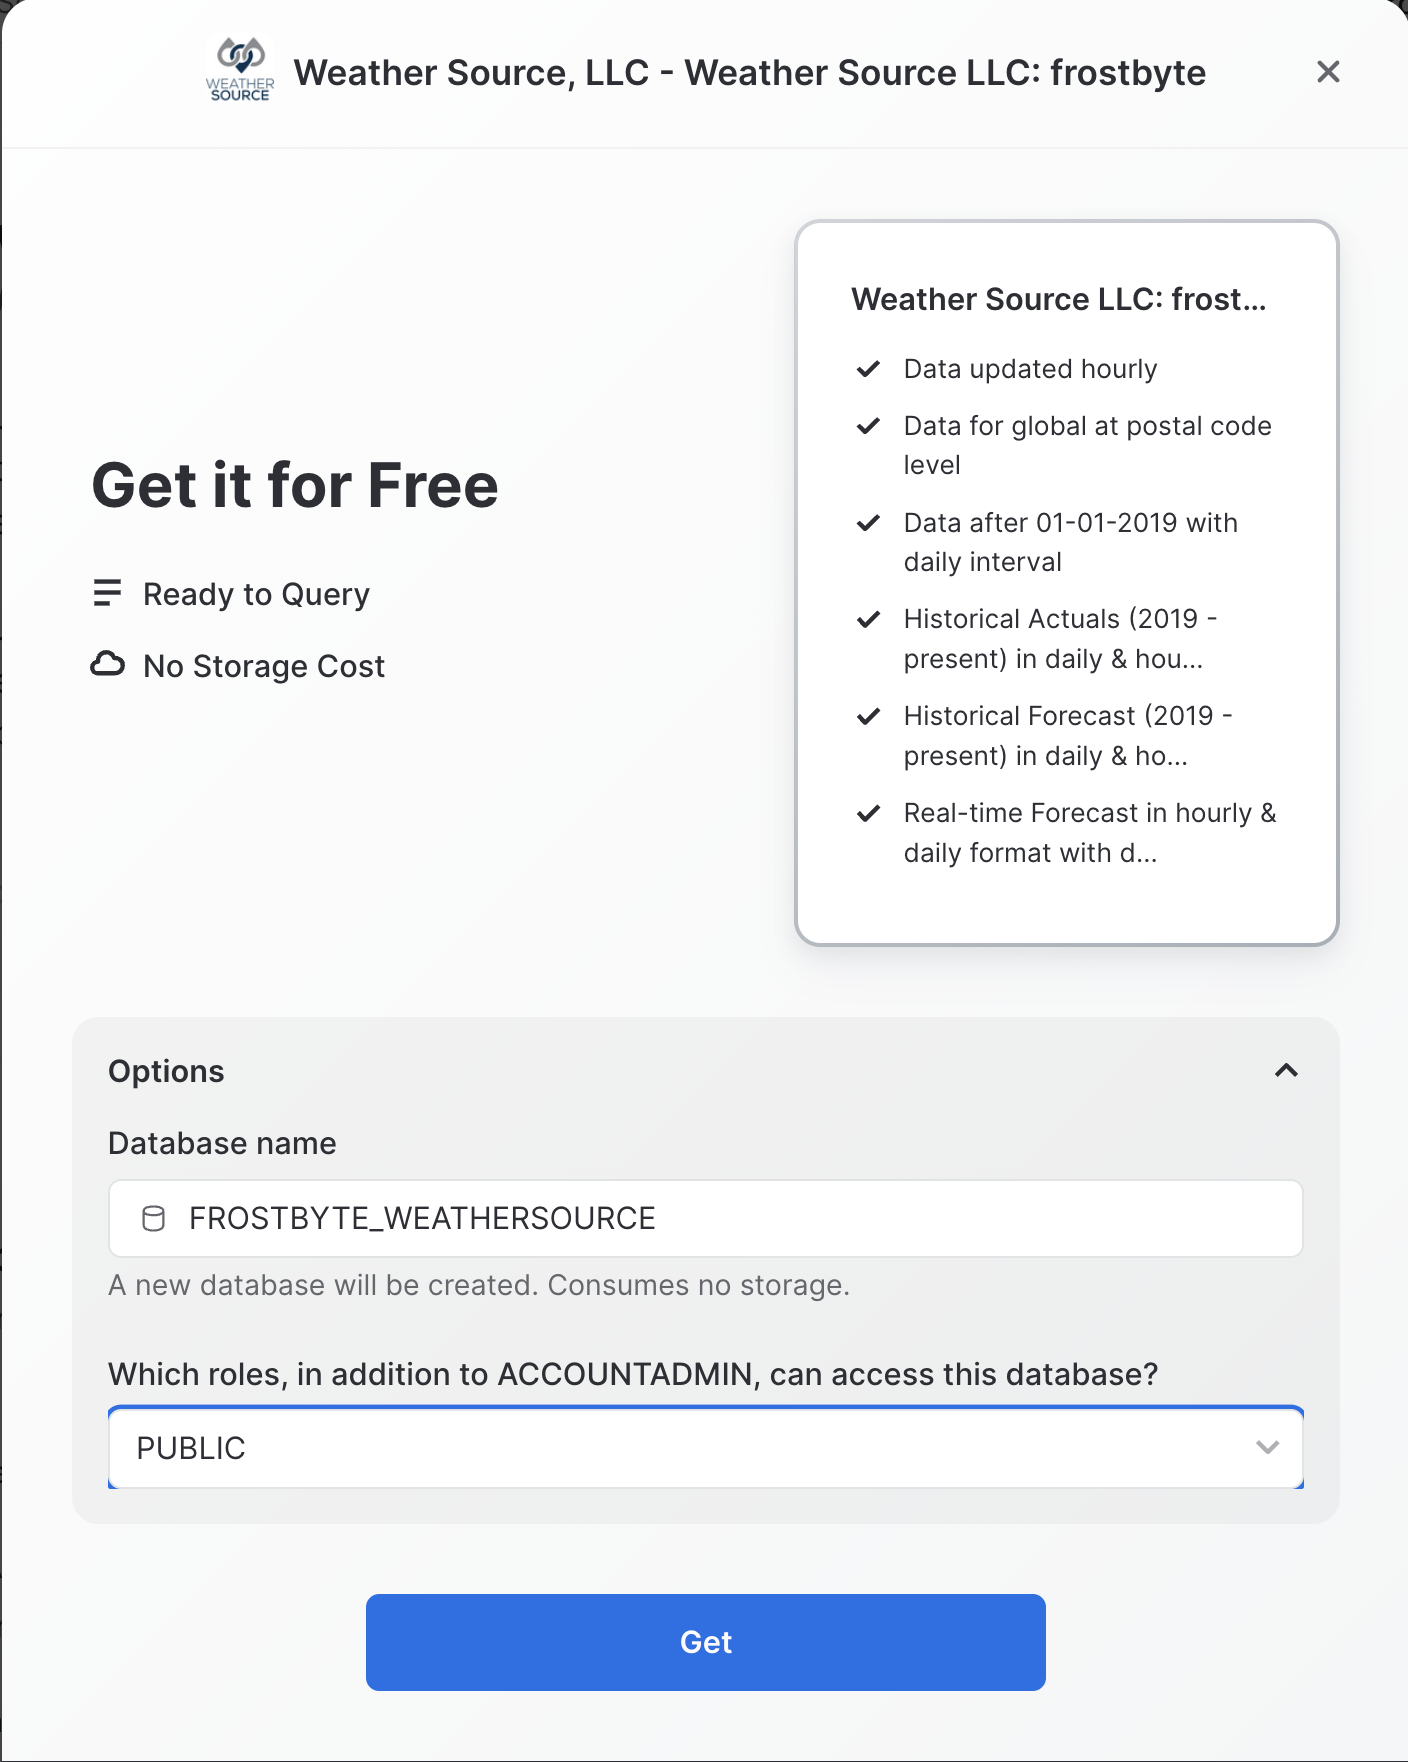 WEATHER
SOURCE
Weather Source, LLC - Weather Source LLC: frostbyte
Get it for Free
Ready to Query
No Storage Cost
Weather Source LLC: frost...
Data updated hourly
Data for global at postal code
level
Data after 01-01-2019 with
daily interval
Historical Actuals (2019 -
present) in daily & hou...
Historical Forecast (2019 -
present) in daily & ho...
Real-time Forecast in hourly &
daily format with d...
Options
Database name
FROSTBYTE_WEATHERSOURCE
A new database will be created. Consumes no storage.
Which roles, in addition to ACCOUNTADMIN, can access this database?
PUBLIC
Get